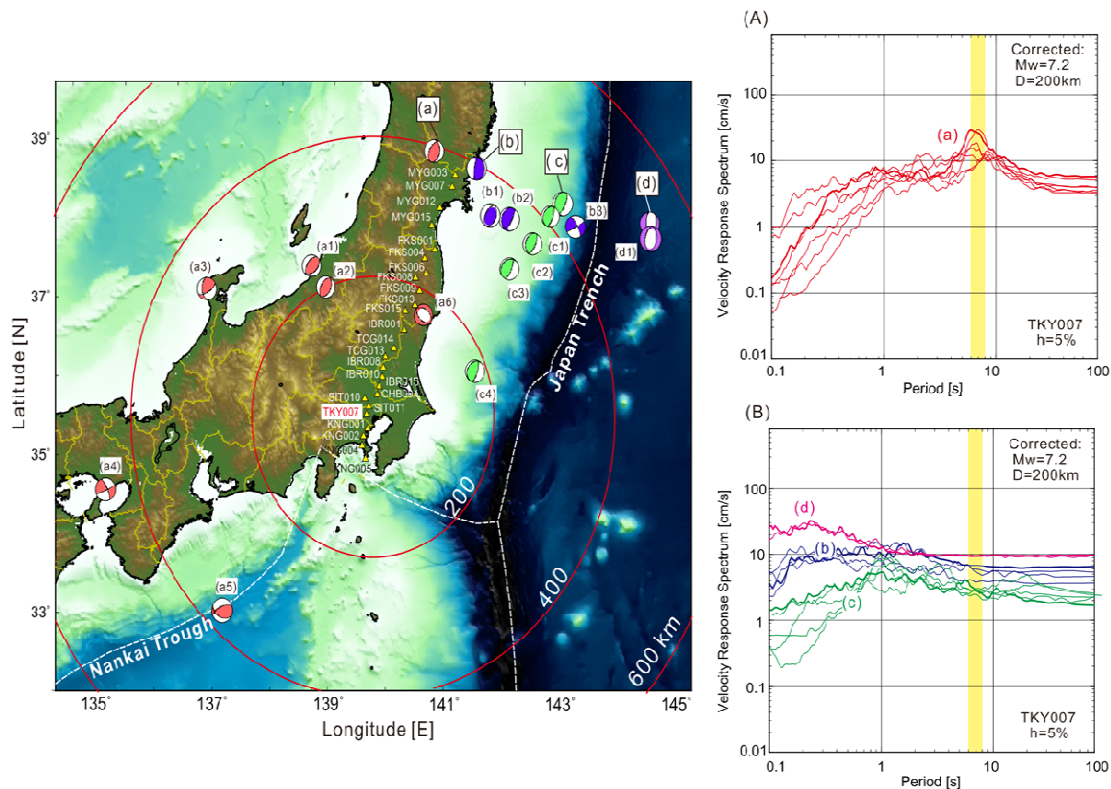 39°
37°
35°
33°
Latitude [N]
135°
137°
139°
141°
143°
145°
Longitude [E]
(a)
(b)
(c)
(d)
(b1)
(b2)
(b3)
(d1)
(c1)
(c2)
(c3)
(c4)
(a1)
(a2)
(a3)
(a4)
(a5)
(a6)
MYG003
MYG007
MYG012
MYG015
FKS001
FKS004
FKS006
FKS008
FKS009
FKS013
FKS015
IBR001
TCG014
TCG013
IBR008
IBR010
SIT010
SIT011
TKY007
KNG001
KNG002
KNG004
KNG005
Japan Trench
Nankai Trough
200
400
600 km
(A)
Velocity Response Spectrum [cm/s]
100
10
1
0.1
0.01
Corrected:
Mw=7.2
D=200km
(a)
TKY007
h=5%
0.1
1
10
100
Period [s]
(B)
Velocity Response Spectrum [cm/s]
100
10
1
0.1
0.01
Corrected:
Mw=7.2
D=200km
(d)
(b)
(c)
TKY007
h=5%
0.1
1
10
100
Period [s]